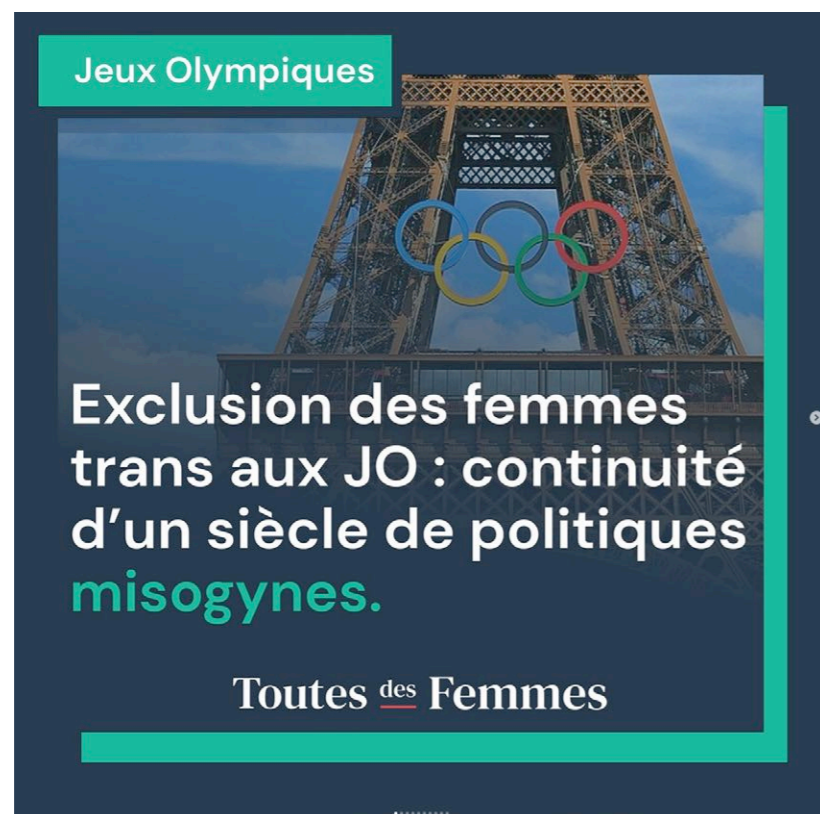 Jeux Olympiques
Exclusion des femmes
trans aux JO : continuité
d’un siècle de politiques
misogynes.
Toutes des Femmes